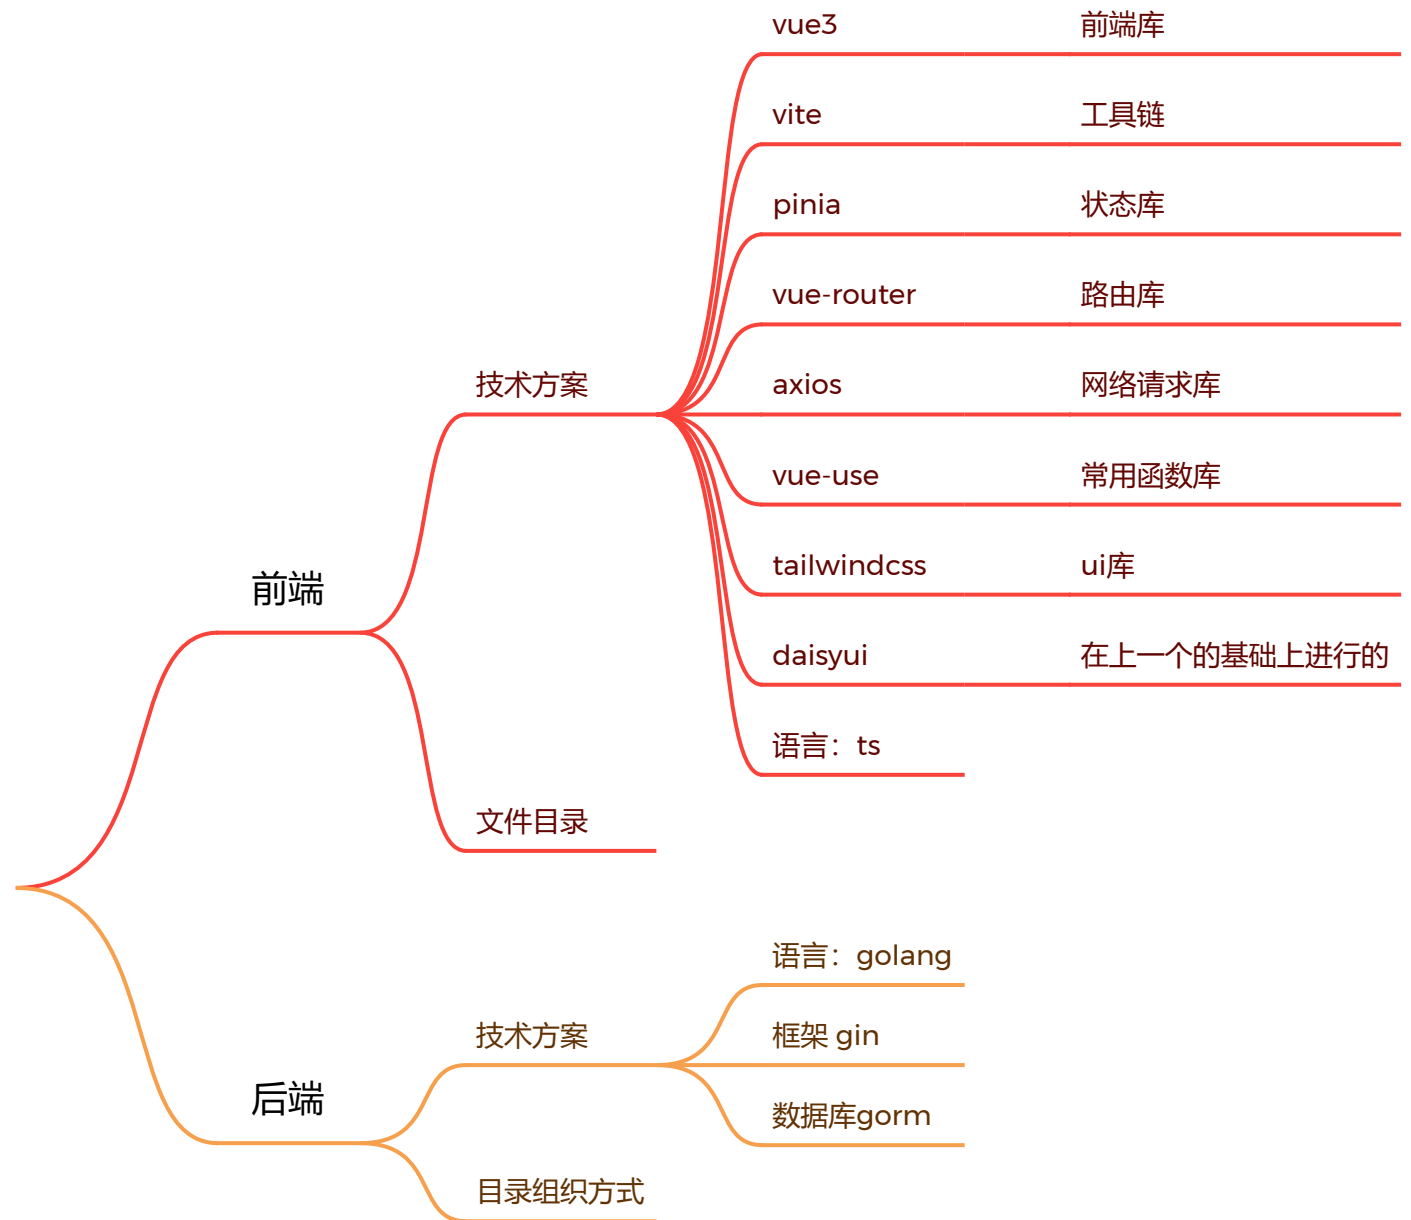 vue3 前端库
vite 工具链
pinia 状态库
vue-router 路由库
技术方案 axios 网络请求库
vue-use 常用函数库
前端 tailwindcss ui库
daisyui 在上一个的基础上进行的
语言：ts
文件目录
语言：golang
技术方案 框架 gin
后端 数据库gorm
目录组织方式